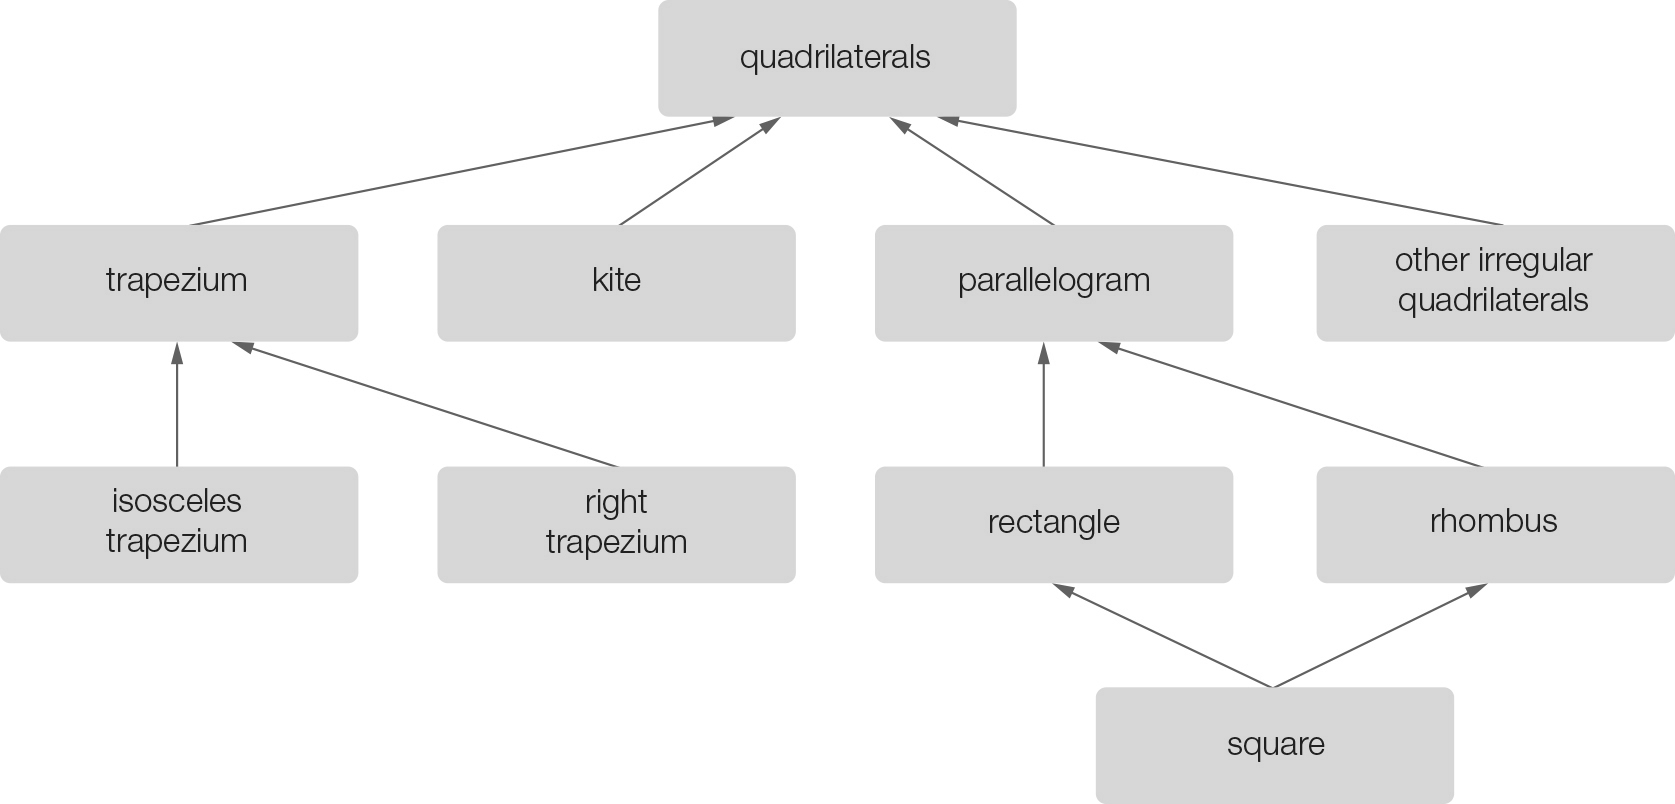 quadrilaterals
trapezium
kite
parallelogram
other irregular
quadrilaterals
isosceles
trapezium
right
trapezium
rectangle
rhombus
square